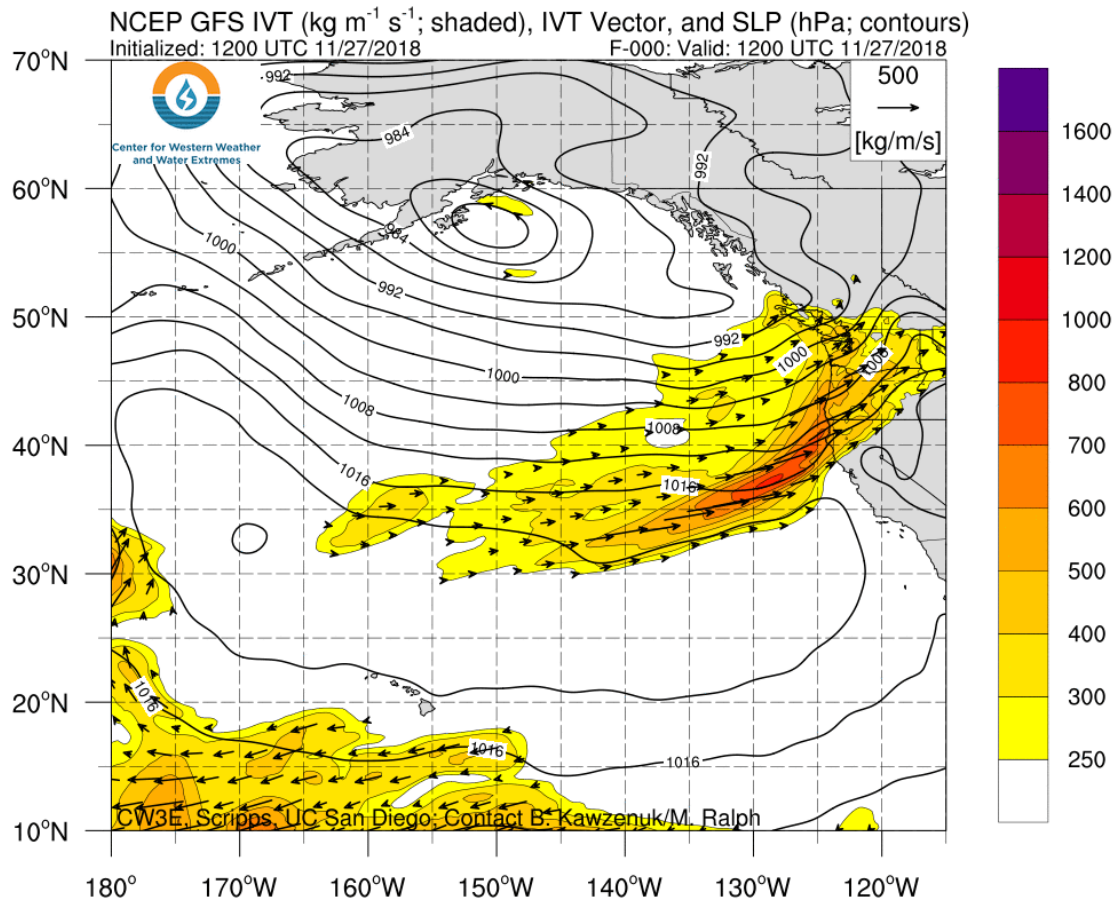 NCEP GFS IVT (kg m⁻¹ s⁻¹; shaded), IVT Vector, and SLP (hPa; contours)
Initialized: 1200 UTC 11/27/2018
F-000: Valid: 1200 UTC 11/27/2018
70°N
60°N
50°N
40°N
30°N
20°N
10°N
Center for Western Weather
and Water Extremes
500
[kg/m/s]
992
984
992
984
1000
992
992
1000
1000
1008
1008
1008
1016
1016
1016
1016
1016
CW3E, Scripps, UC San Diego; Contact B. Kawzenuk/M. Ralph
180°
170°W
160°W
150°W
140°W
130°W
120°W
1600
1400
1200
1000
800
700
600
500
400
300
250